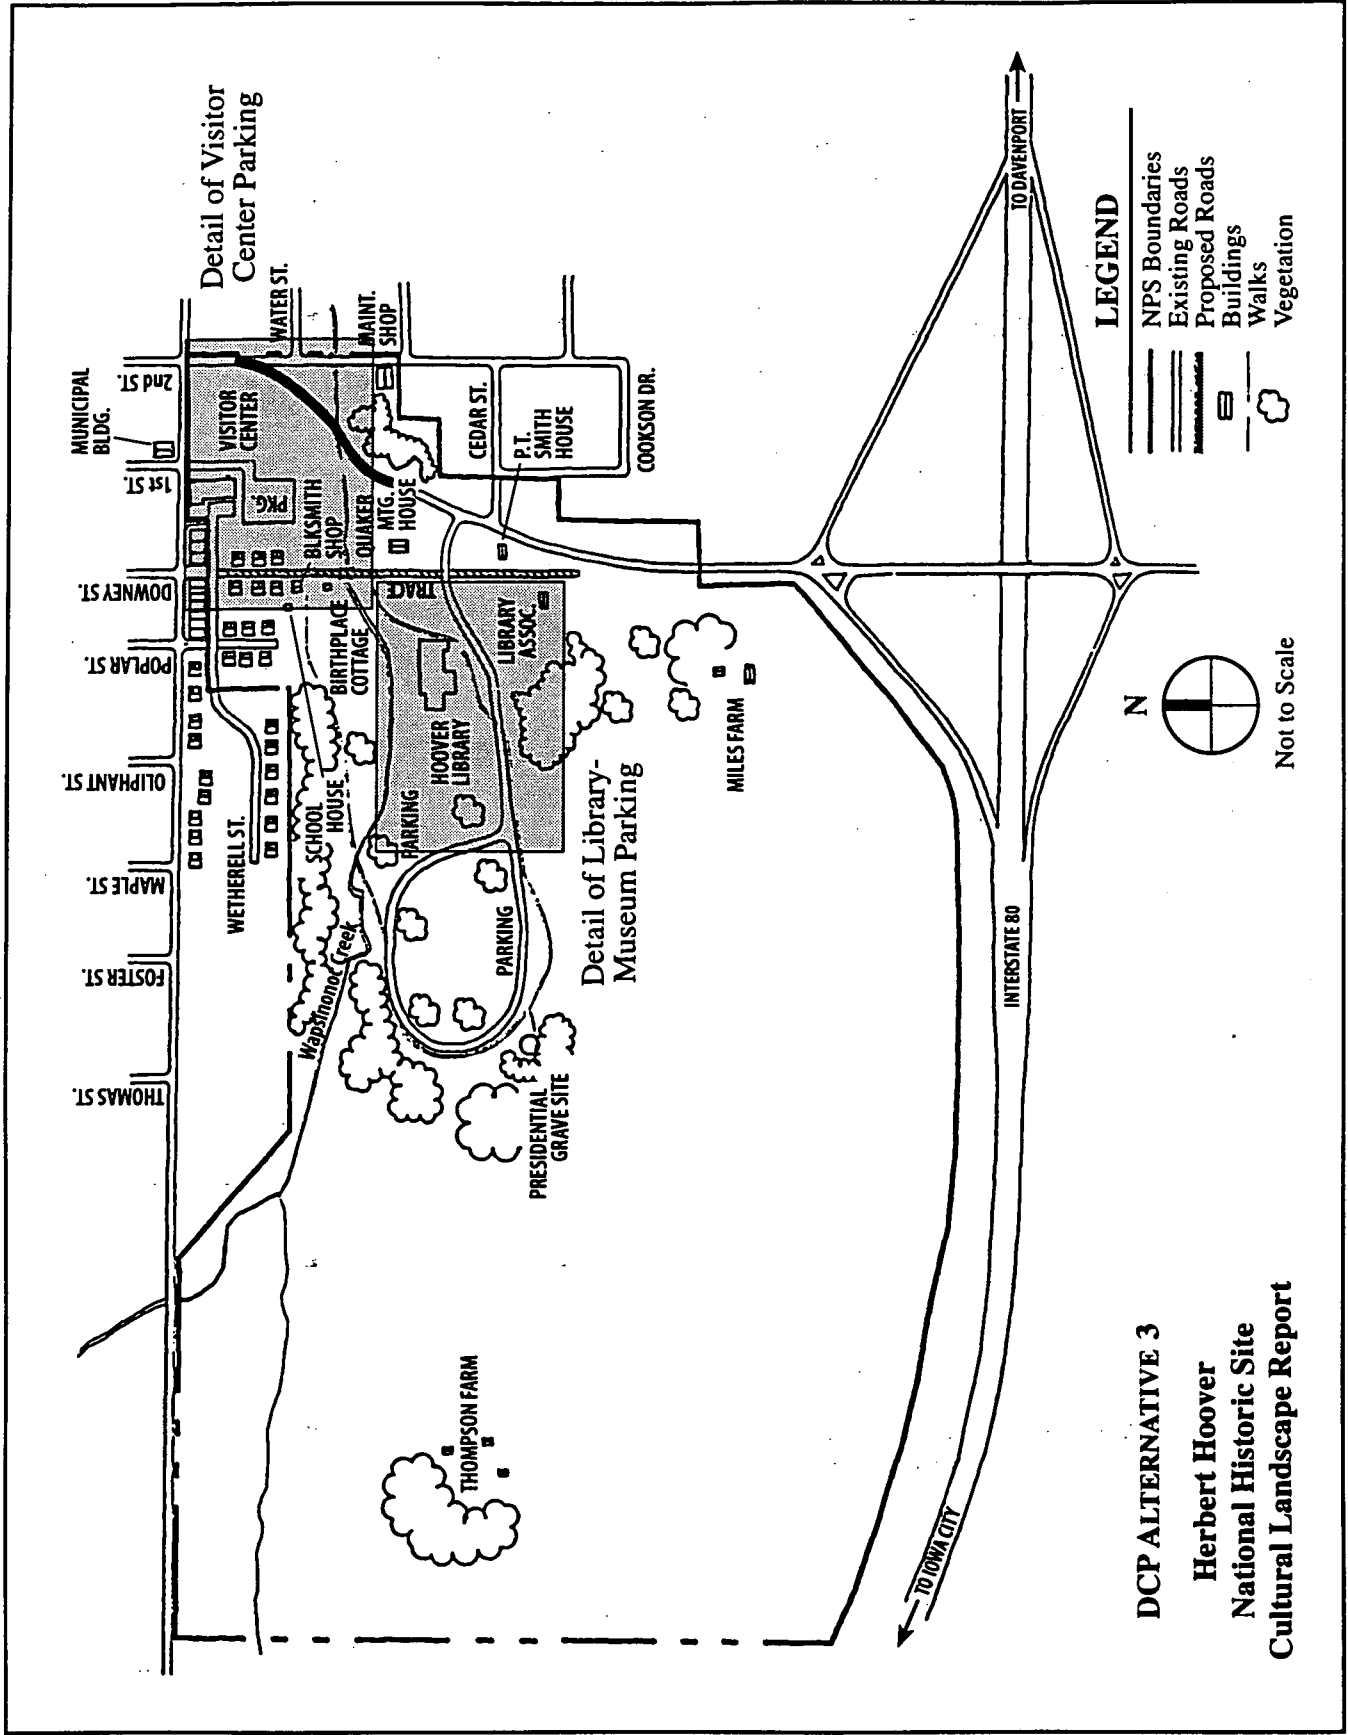 Detail of Visitor
Center Parking
MUNICIPAL
BLDG.
2nd ST.
1st ST.
DOWNEY ST.
POPLAR ST.
OLIPHANT ST.
MAPLE ST.
FOSTER ST.
THOMAS ST.
WATER ST.
MAINT.
SHOP
VISITOR
CENTER
PKG.
BLKSMITH
SHOP
QUAKER
MTG.
HOUSE
CEDAR ST.
P.T.
SMITH
HOUSE
COOKSON DR.
TRACE
BIRTHPLACE
COTTAGE
LIBRARY
ASSOC.
HOOVER
LIBRARY
SCHOOL
HOUSE
PARKING
WETHERELL ST.
Wapsinonoc Creek
PARKING
Detail of Library-
Museum Parking
MILES FARM
PRESIDENTIAL
GRAVE SITE
THOMPSON FARM
INTERSTATE 80
TO DAVENPORT
TO IOWA CITY
LEGEND
NPS Boundaries
Existing Roads
Proposed Roads
Buildings
Walks
Vegetation
N
Not to Scale
DCP ALTERNATIVE 3
Herbert Hoover
National Historic Site
Cultural Landscape Report